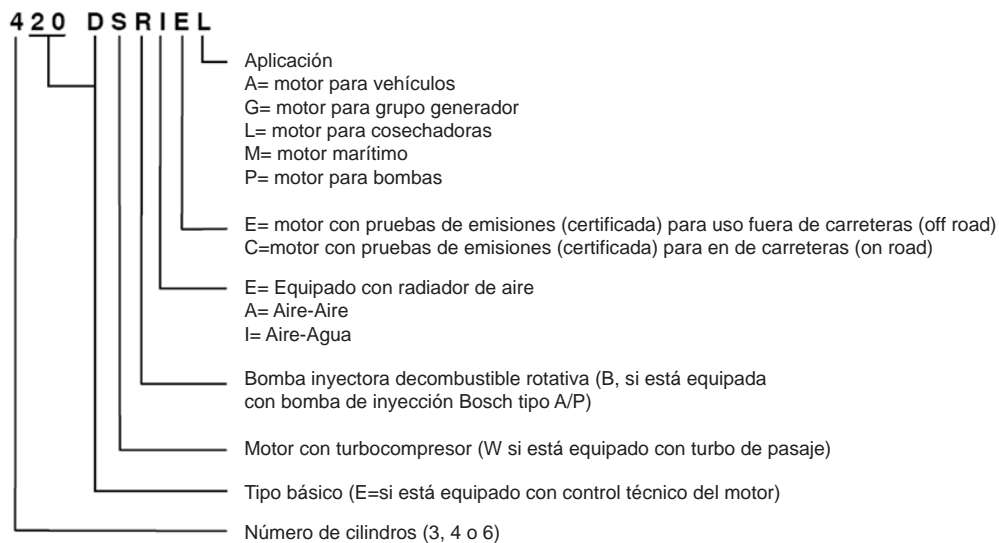 420 DSRIEL
Aplicación
A= motor para vehículos
G= motor para grupo generador
L= motor para cosechadoras
M= motor marítimo
P= motor para bombas
E= motor con pruebas de emisiones (certificada) para uso fuera de carreteras (off road)
C=motor con pruebas de emisiones (certificada) para en de carreteras (on road)
E= Equipado con radiador de aire
A= Aire-Aire
I= Aire-Agua
Bomba inyectora decombustible rotativa (B, si está equipada
con bomba de inyección Bosch tipo A/P)
Motor con turbocompresor (W si está equipado con turbo de pasaje)
Tipo básico (E=si está equipado con control técnico del motor)
Número de cilindros (3, 4 o 6)